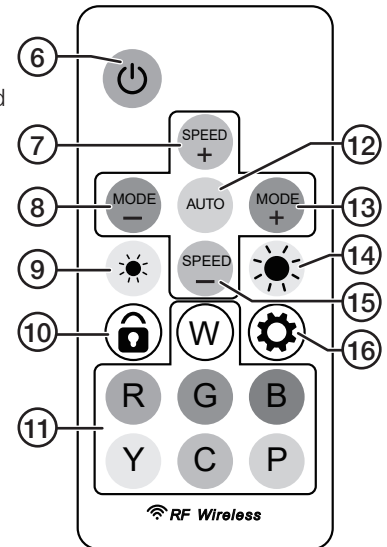 6
d
7
SPEED
+
12
8
MODE
−
AUTO
MODE
+
13
9
SPEED
−
14
15
10
W
16
R
G
B
11
Y
C
P
RF Wireless